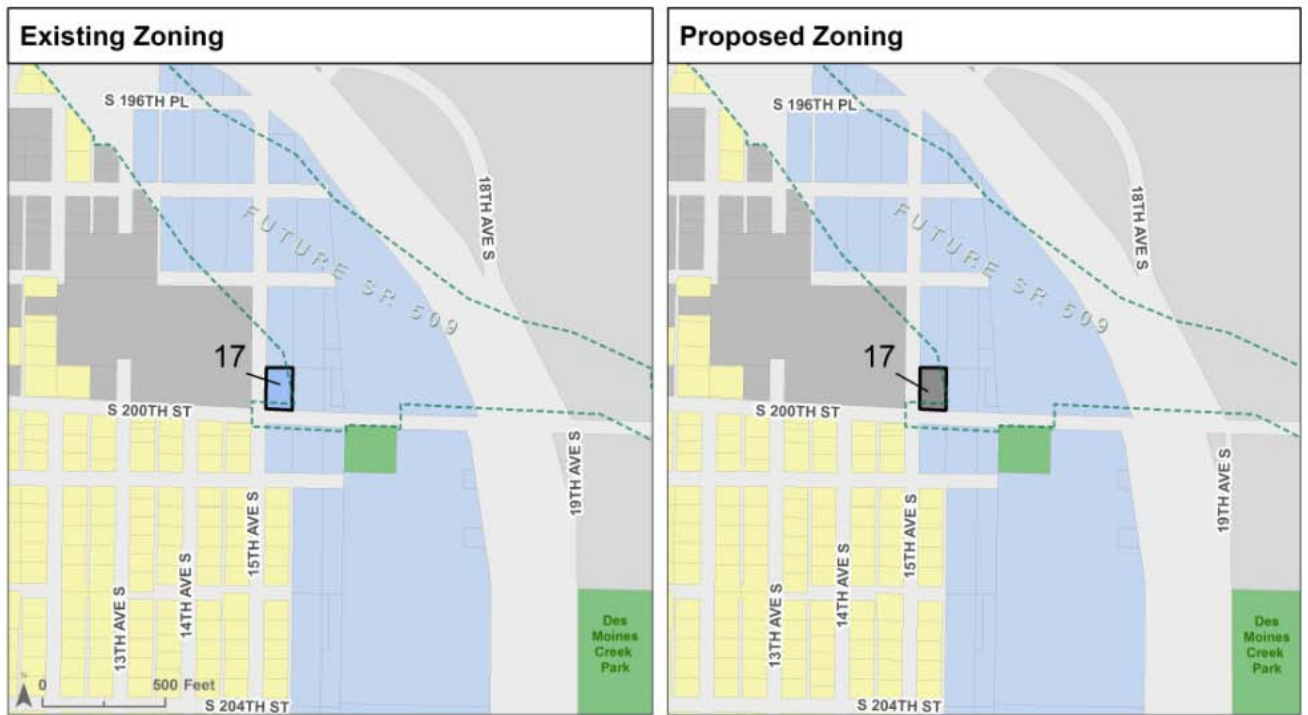 Existing Zoning
S 196TH PL
18TH AVE S
FUTURE SR 509
17
S 200TH ST
19TH AVE S
15TH AVE S
14TH AVE S
13TH AVE S
Des
Moines
Creek
Park
N
0 500 Feet
S 204TH ST
Proposed Zoning
S 196TH PL
18TH AVE S
FUTURE SR 509
17
S 200TH ST
19TH AVE S
15TH AVE S
14TH AVE S
13TH AVE S
Des
Moines
Creek
Park
S 204TH ST